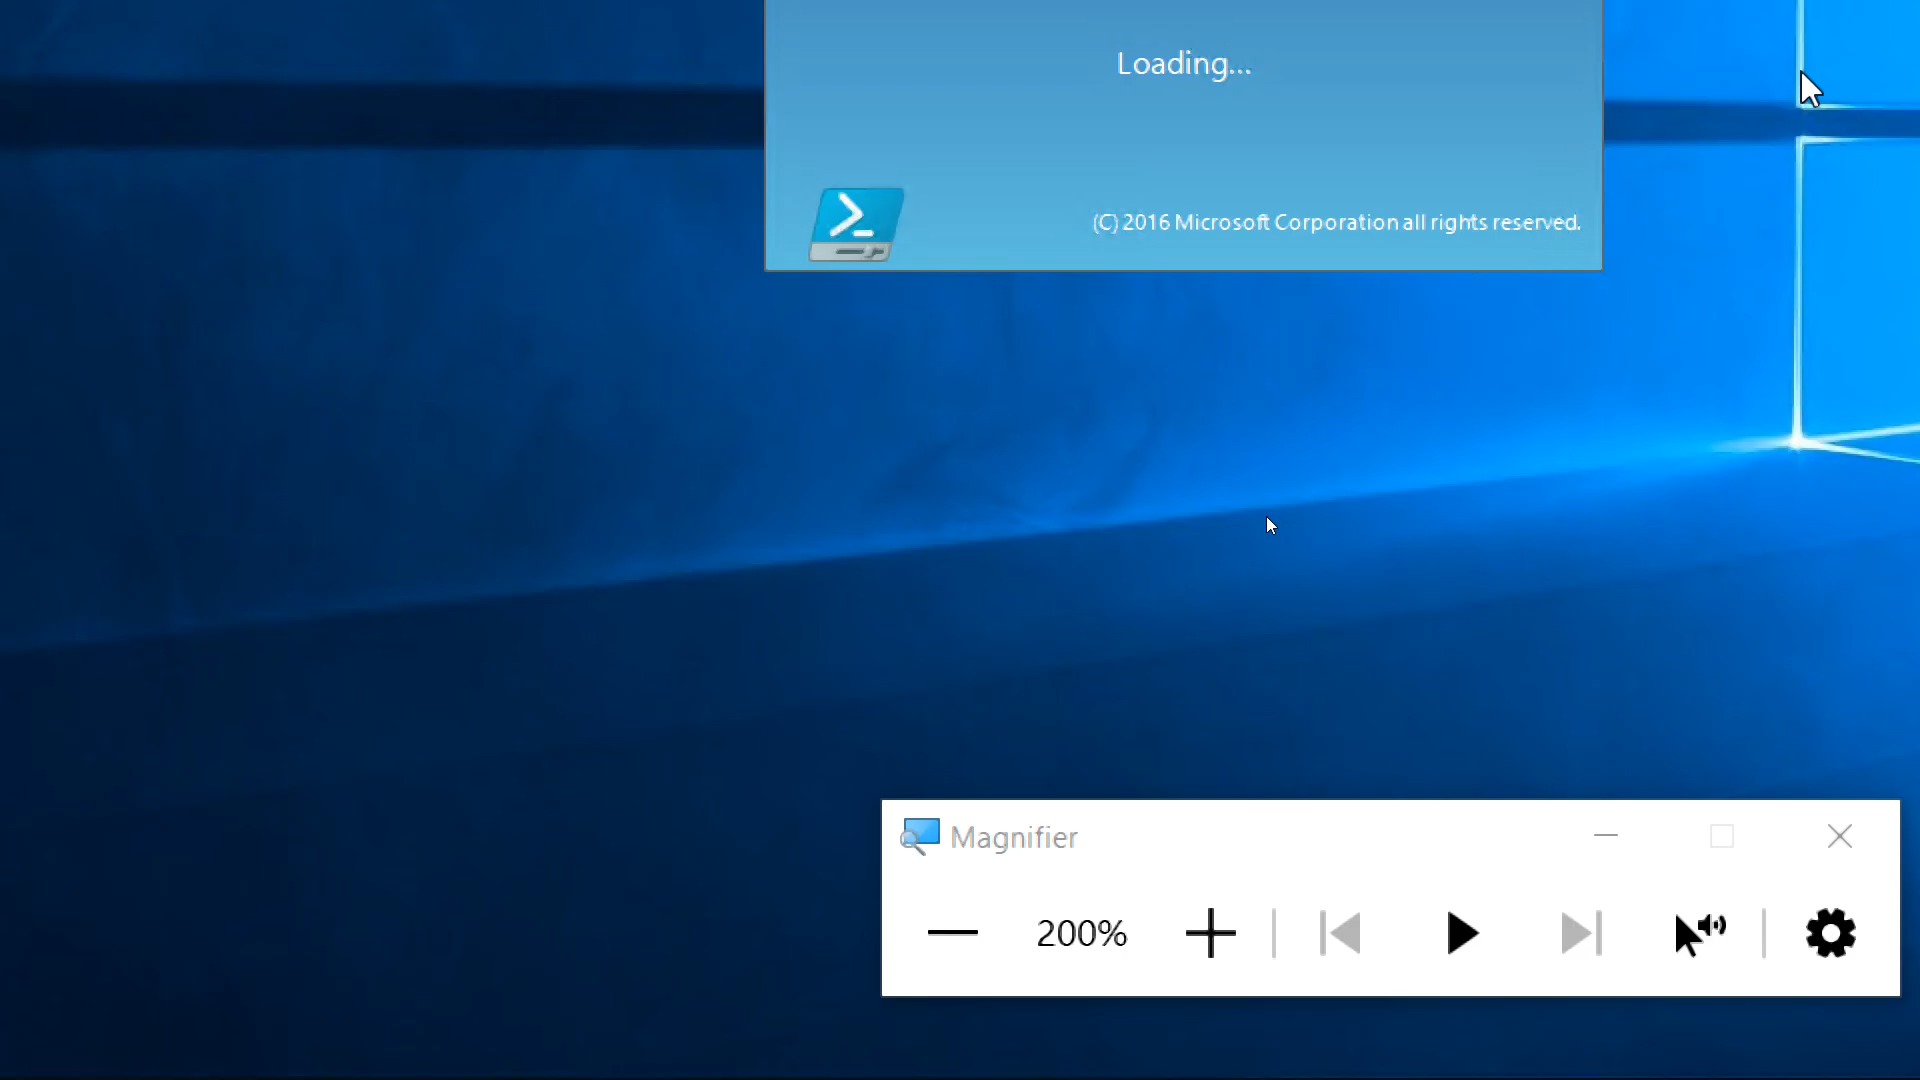 Loading...
(C) 2016 Microsoft Corporation all rights reserved.
Magnifier
200%